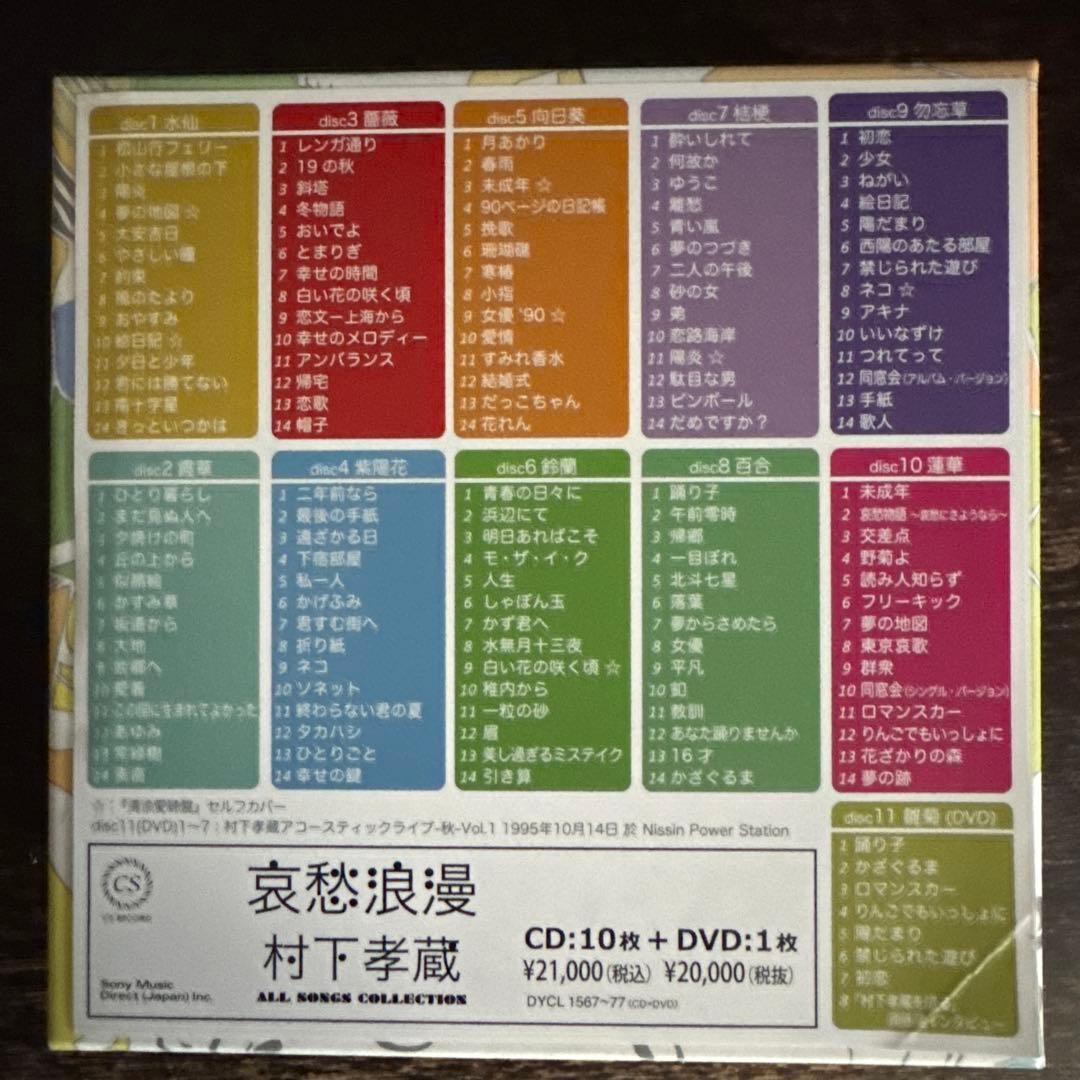 disc1 水仙
1 松山行フェリー
2 小さな屋根の下
3 陽炎
4 夢の地図 ☆
5 大安吉日
6 やさしい瞳
7 約束
8 風のたより
9 おやすみ
10 絵日記 ☆
11 夕日と少年
12 君には勝てない
13 南十字星
14 きっといつかは
disc3 薔薇
1 レンガ通り
2 19の秋
3 斜塔
4 冬物語
5 おいでよ
6 とまりぎ
7 幸せの時間
8 白い花の咲く頃
9 恋文ー上海から
10 幸せのメロディー
11 アンバランス
12 帰宅
13 恋歌
14 帽子
disc5 向日葵
1 月あかり
2 春雨
3 未成年 ☆
4 90ページの日記帳
5 挽歌
6 珊瑚礁
7 寒椿
8 小指
9 女優 '90 ☆
10 愛情
11 すみれ香水
12 結婚式
13 だっこちゃん
14 花れん
disc7 桔梗
1 酔いしれて
2 何故か
3 ゆうこ
4 離愁
5 青い嵐
6 夢のつづき
7 二人の午後
8 砂の女
9 弟
10 恋路海岸
11 陽炎 ☆
12 駄目な男
13 ピンボール
14 だめですか？
disc9 勿忘草
1 初恋
2 少女
3 ねがい
4 絵日記
5 陽だまり
6 西陽のあたる部屋
7 禁じられた遊び
8 ネコ ☆
9 アキナ
10 いいなずけ
11 つれてって
12 同窓会(アルバム・バージョン)
13 手紙
14 歌人
disc2 霞草
1 ひとり暮らし
2 まだ見ぬ人へ
3 夕焼けの町
4 丘の上から
5 似顔絵
6 かすみ草
7 坂道から
8 大地
9 故郷へ
10 愛着
11 この国に生まれてよかった
12 あゆみ
13 常緑樹
14 素直
disc4 紫陽花
1 二年前なら
2 最後の手紙
3 遠ざかる日
4 下宿部屋
5 私一人
6 かげふみ
7 君すむ街へ
8 折り紙
9 ネコ
10 ソネット
11 終わらない君の夏
12 タカハシ
13 ひとりごと
14 幸せの鍵
disc6 鈴蘭
1 青春の日々に
2 浜辺にて
3 明日あればこそ
4 モ・ザ・イ・ク
5 人生
6 しゃぼん玉
7 かず君へ
8 水無月十三夜
9 白い花の咲く頃 ☆
10 稚内から
11 一粒の砂
12 眉
13 美し過ぎるミステイク
14 引き算
disc8 百合
1 踊り子
2 午前零時
3 帰郷
4 一目ぼれ
5 北斗七星
6 落葉
7 夢からさめたら
8 女優
9 平凡
10 釦
11 教訓
12 あなた踊りませんか
13 16才
14 かざぐるま
disc10 蓮華
1 未成年
2 哀愁物語 〜哀愁にさようなら〜
3 交差点
4 野菊よ
5 読み人知らず
6 フリーキック
7 夢の地図
8 東京哀歌
9 群衆
10 同窓会(シングル・バージョン)
11 ロマンスカー
12 りんごでもいっしょに
13 花ざかりの森
14 夢の跡
☆：『清涼愛聴盤』セルフカバー
disc11(DVD)1〜7：村下孝蔵アコースティックライブ-秋-Vol.1 1995年10月14日 於 Nissin Power Station
disc11 雛菊 (DVD)
1 踊り子
2 かざぐるま
3 ロマンスカー
4 りんごでもいっしょに
5 陽だまり
6 禁じられた遊び
7 初恋
8 「村下孝蔵を語る」
インタビュー
CS
CS RECORD
哀愁浪漫
村下孝蔵
ALL SONGS COLLECTION
Sony Music
Direct (Japan) Inc.
CD:10枚 + DVD:1枚
¥21,000(税込) ¥20,000(税抜)
DYCL 1567〜77 (CD+DVD)